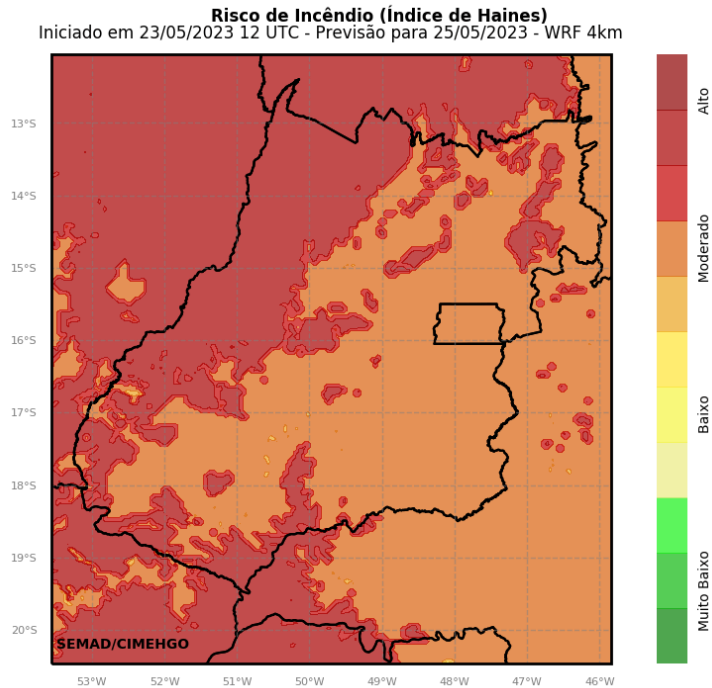 Risco de Incêndio (Índice de Haines)
Iniciado em 23/05/2023 12 UTC - Previsão para 25/05/2023 - WRF 4km
13°S
14°S
15°S
16°S
17°S
18°S
19°S
20°S
SEMAD/CIMEHGO
53°W
52°W
51°W
50°W
49°W
48°W
47°W
46°W
Alto
Moderado
Baixo
Muito Baixo